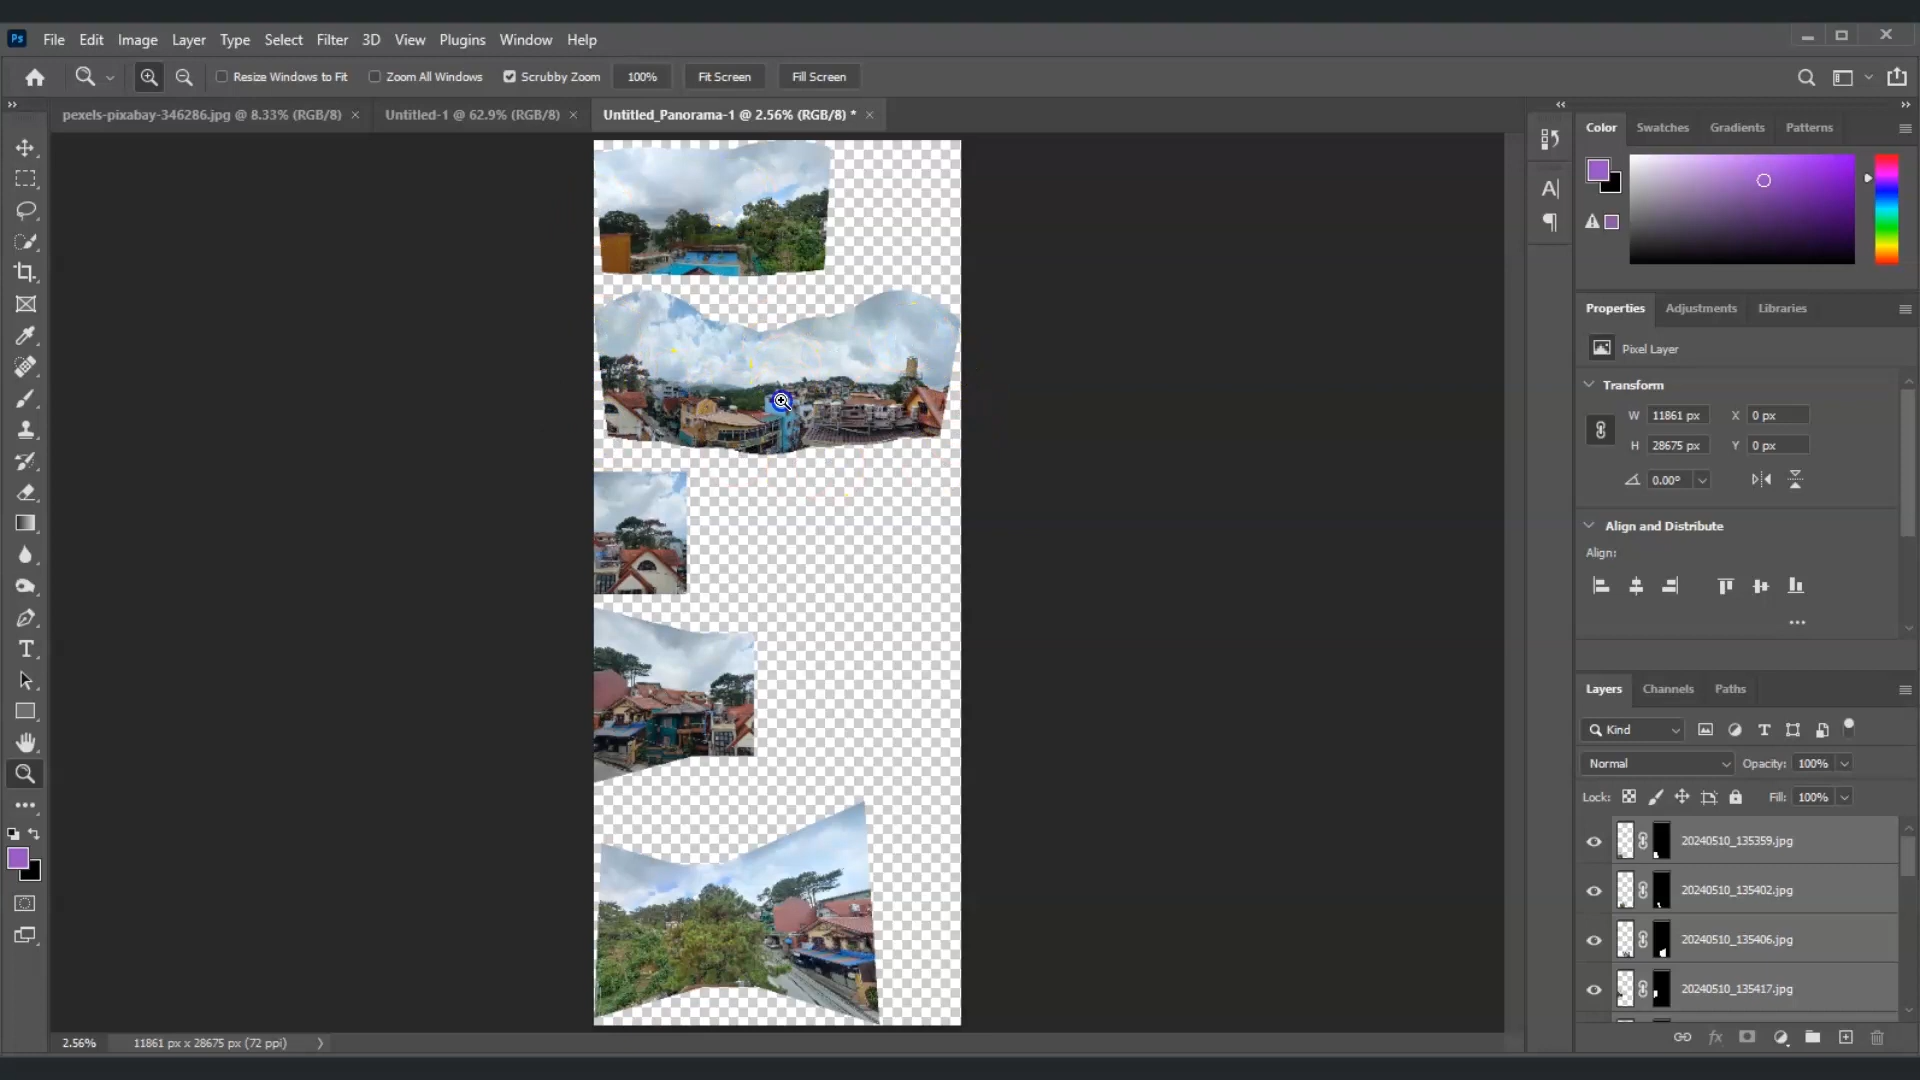 Ps File Edit Image Layer Type Select Filter 3D View Plugins Window Help
Resize Windows to Fit Zoom All Windows Scrubby Zoom 100% Fit Screen Fill Screen
pexels-pixabay-346286.jpg @ 8.33% (RGB/8) Untitled-1 @ 62.9% (RGB/8) Untitled_Panorama-1 @ 2.56% (RGB/8) *
Color Swatches Gradients Patterns
Properties Adjustments Libraries
Pixel Layer
Transform
W 11861 px X 0 px
H 28675 px Y 0 px
0.00°
Align and Distribute
Align:
Layers Channels Paths
Kind
Normal Opacity: 100%
Lock: Fill: 100%
20240510_135359.jpg
20240510_135402.jpg
20240510_135406.jpg
20240510_135417.jpg
2.56% 11861 px x 28675 px (72 ppi)